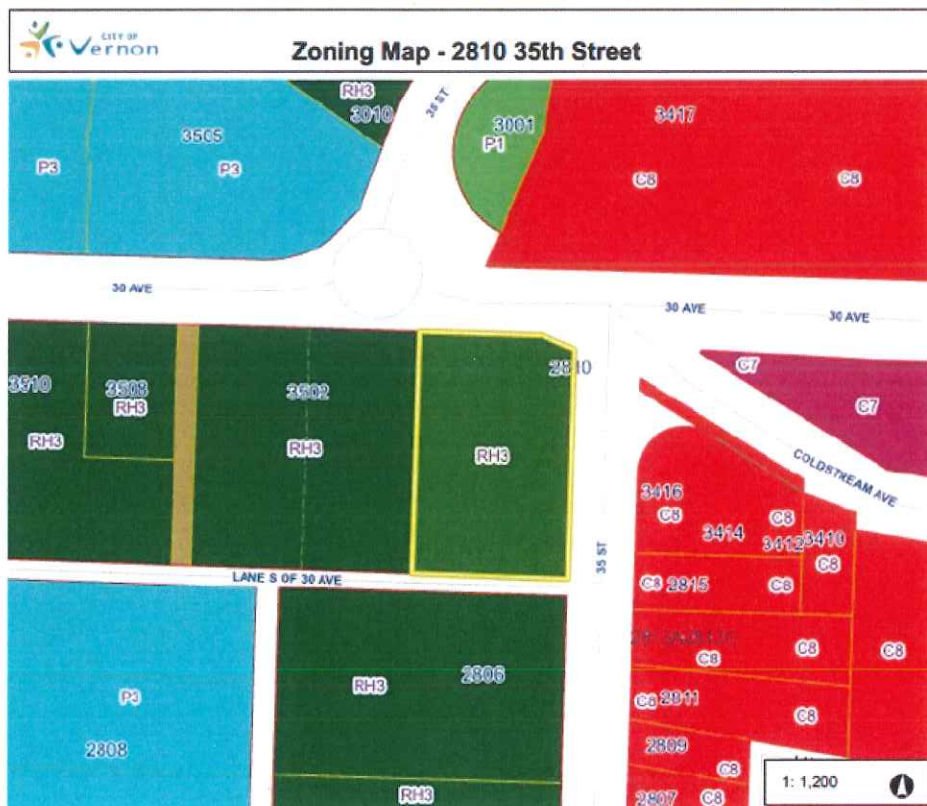 CITY OF
Vernon
Zoning Map - 2810 35th Street
RH3
3010
35 ST
3505
P3
P3
3001
P1
3417
C8
C8
30 AVE
30 AVE
30 AVE
3510
RH3
3508
RH3
3502
RH3
2810
RH3
C7
C7
COLDSTREAM AVE
3416
C8
3414
C8
3412
3410
C8
35 ST
LANE S OF 30 AVE
2815
C8
C8
C8
C8
P3
2808
RH3
2806
RH3
2811
C8
2809
C8
2807
C8
1: 1,200